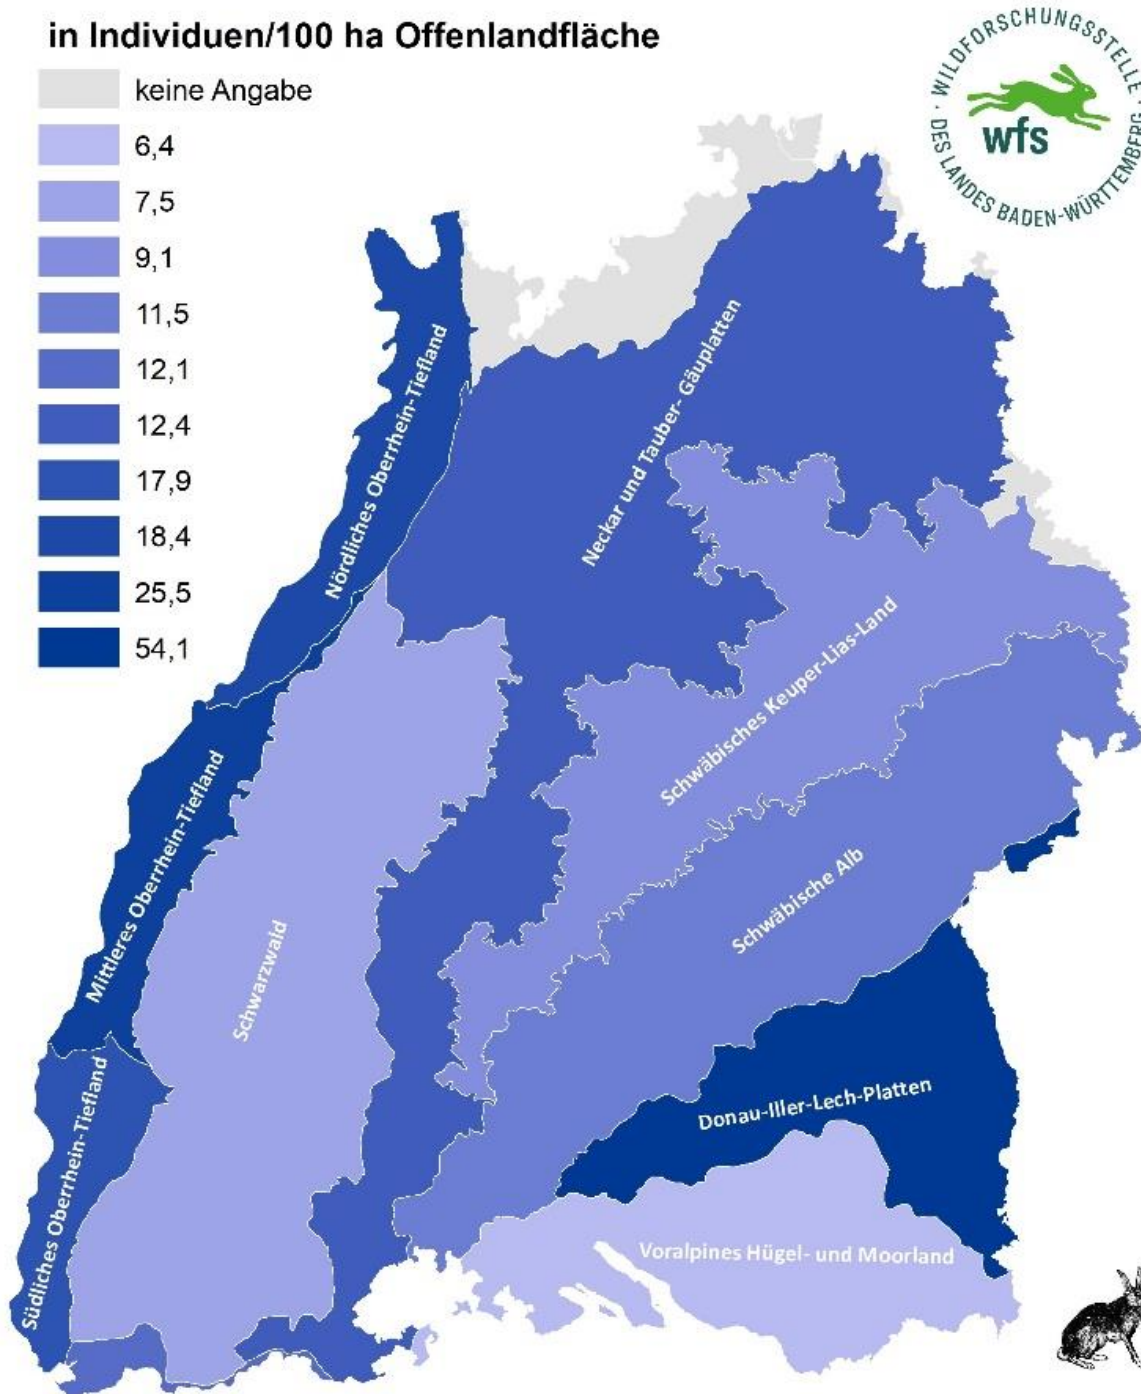 in Individuen/100 ha Offenlandfläche
keine Angabe
6,4
7,5
9,1
11,5
12,1
12,4
17,9
18,4
25,5
54,1
· WILDFORSCHUNGSSTELLE ·
DES LANDES BADEN-WÜRTTEMBERG
wfs
Nördliches Oberrhein-Tiefland
Neckar und Tauber- Gäuplatten
Schwäbisches Keuper-Lias-Land
Mittleres Oberrhein-Tiefland
Schwäbische Alb
Schwarzwald
Donau-Iller-Lech-Platten
Südliches Oberrhein-Tiefland
Voralpines Hügel- und Moorland